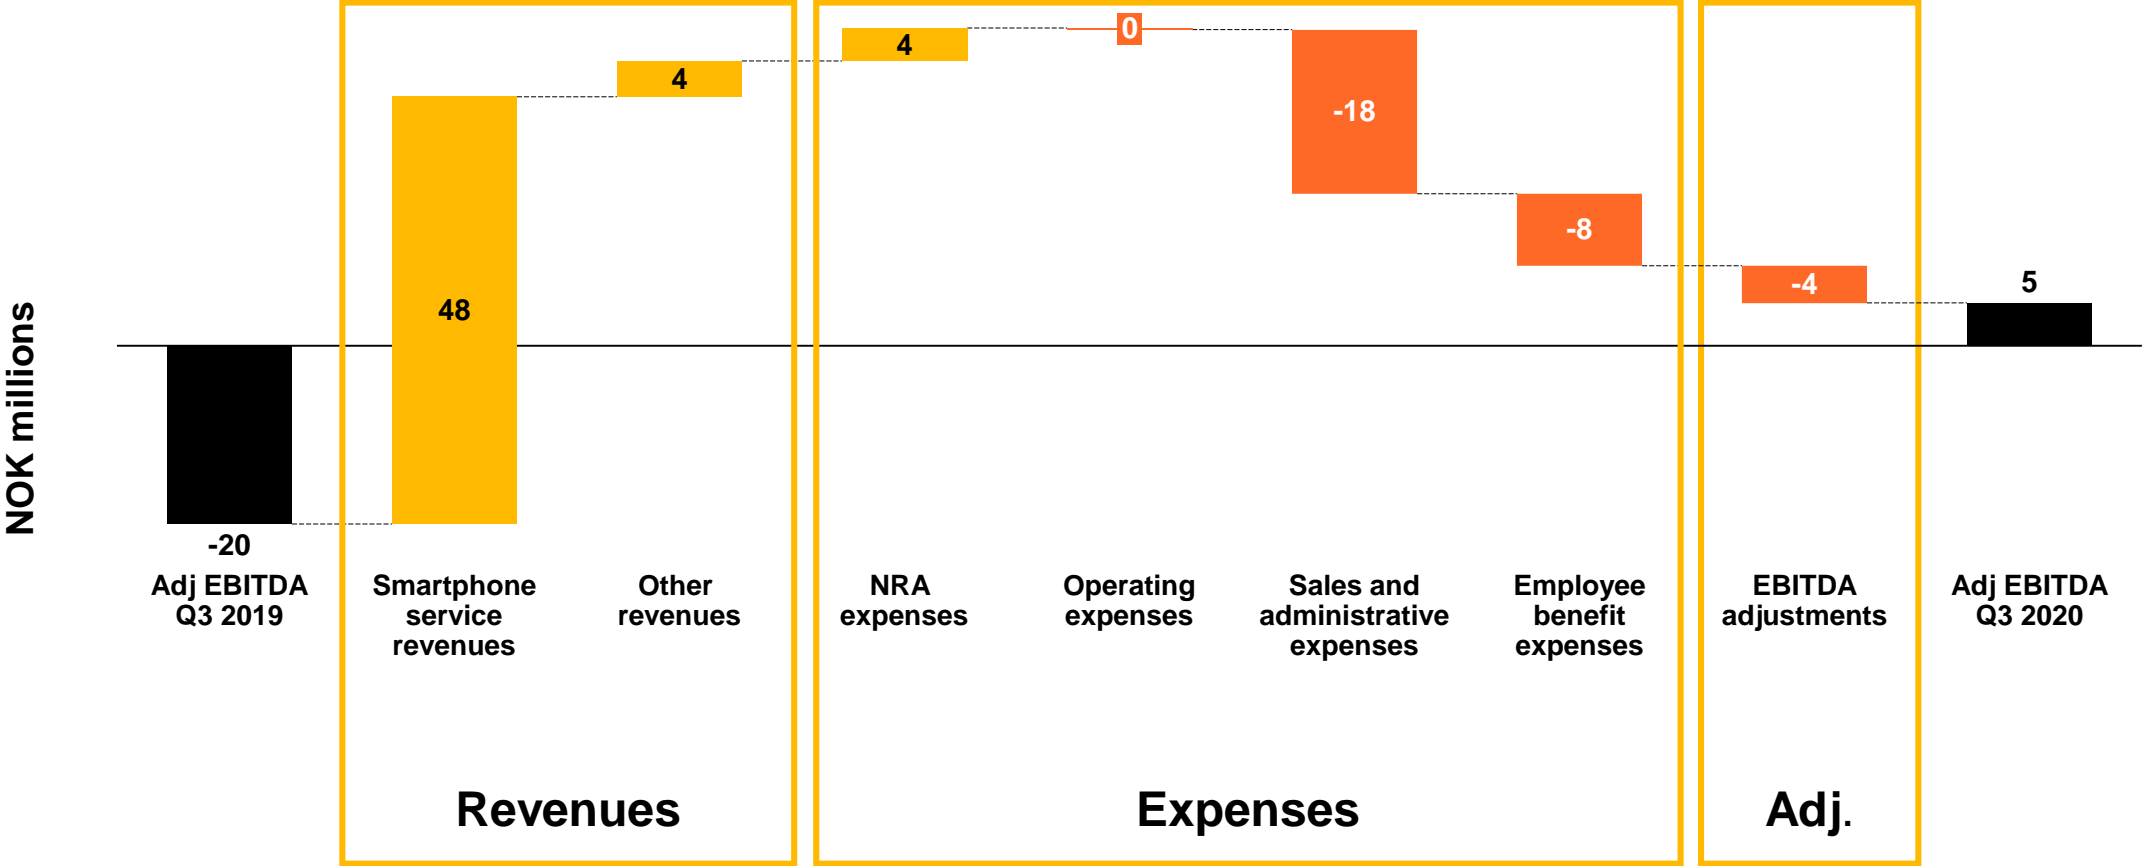 NOK millions
-20
48
4
4
0
-18
-8
-4
5
Adj EBITDA
Q3 2019
Smartphone
service
revenues
Other
revenues
NRA
expenses
Operating
expenses
Sales and
administrative
expenses
Employee
benefit
expenses
EBITDA
adjustments
Adj EBITDA
Q3 2020
Revenues
Expenses
Adj.